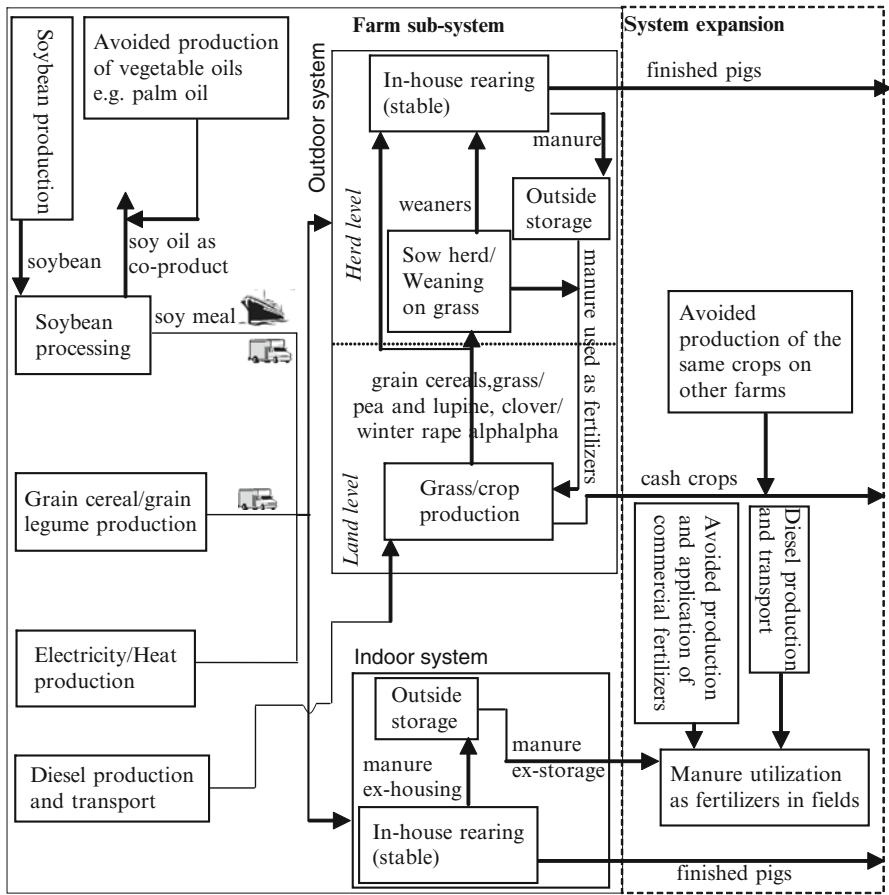 Farm sub-system
System expansion
Soybean production
Avoided production
of vegetable oils
e.g. palm oil
soybean
soy oil as
co-product
Soybean
processing
soy meal
Grain cereal/grain
legume production
Electricity/Heat
production
Diesel production
and transport
Outdoor system
Herd level
Land level
In-house rearing
(stable)
finished pigs
manure
weaners
Outside
storage
Sow herd/
Weaning
on grass
manure used as fertilizers
grain cereals,grass/
pea and lupine, clover/
winter rape alphalpha
Grass/crop
production
cash crops
Avoided
production of the
same crops on
other farms
Avoided production
and application of
commercial fertilizers
Diesel production
and transport
Indoor system
Outside
storage
manure
ex-housing
manure
ex-storage
In-house rearing
(stable)
Manure utilization
as fertilizers in fields
finished pigs